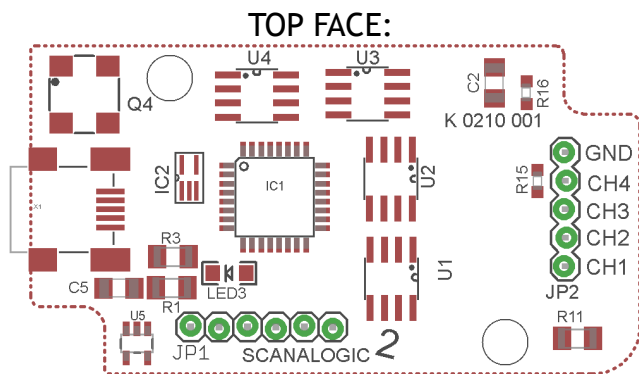 TOP FACE:
U4
U3
C2
R16
Q4
K 0210 001
GND
IC2
IC1
U2
R15
CH4
X1
CH3
CH2
R3
CH1
U1
C5
LED3
JP2
R1
U5
R11
JP1
SCANALOGIC 2